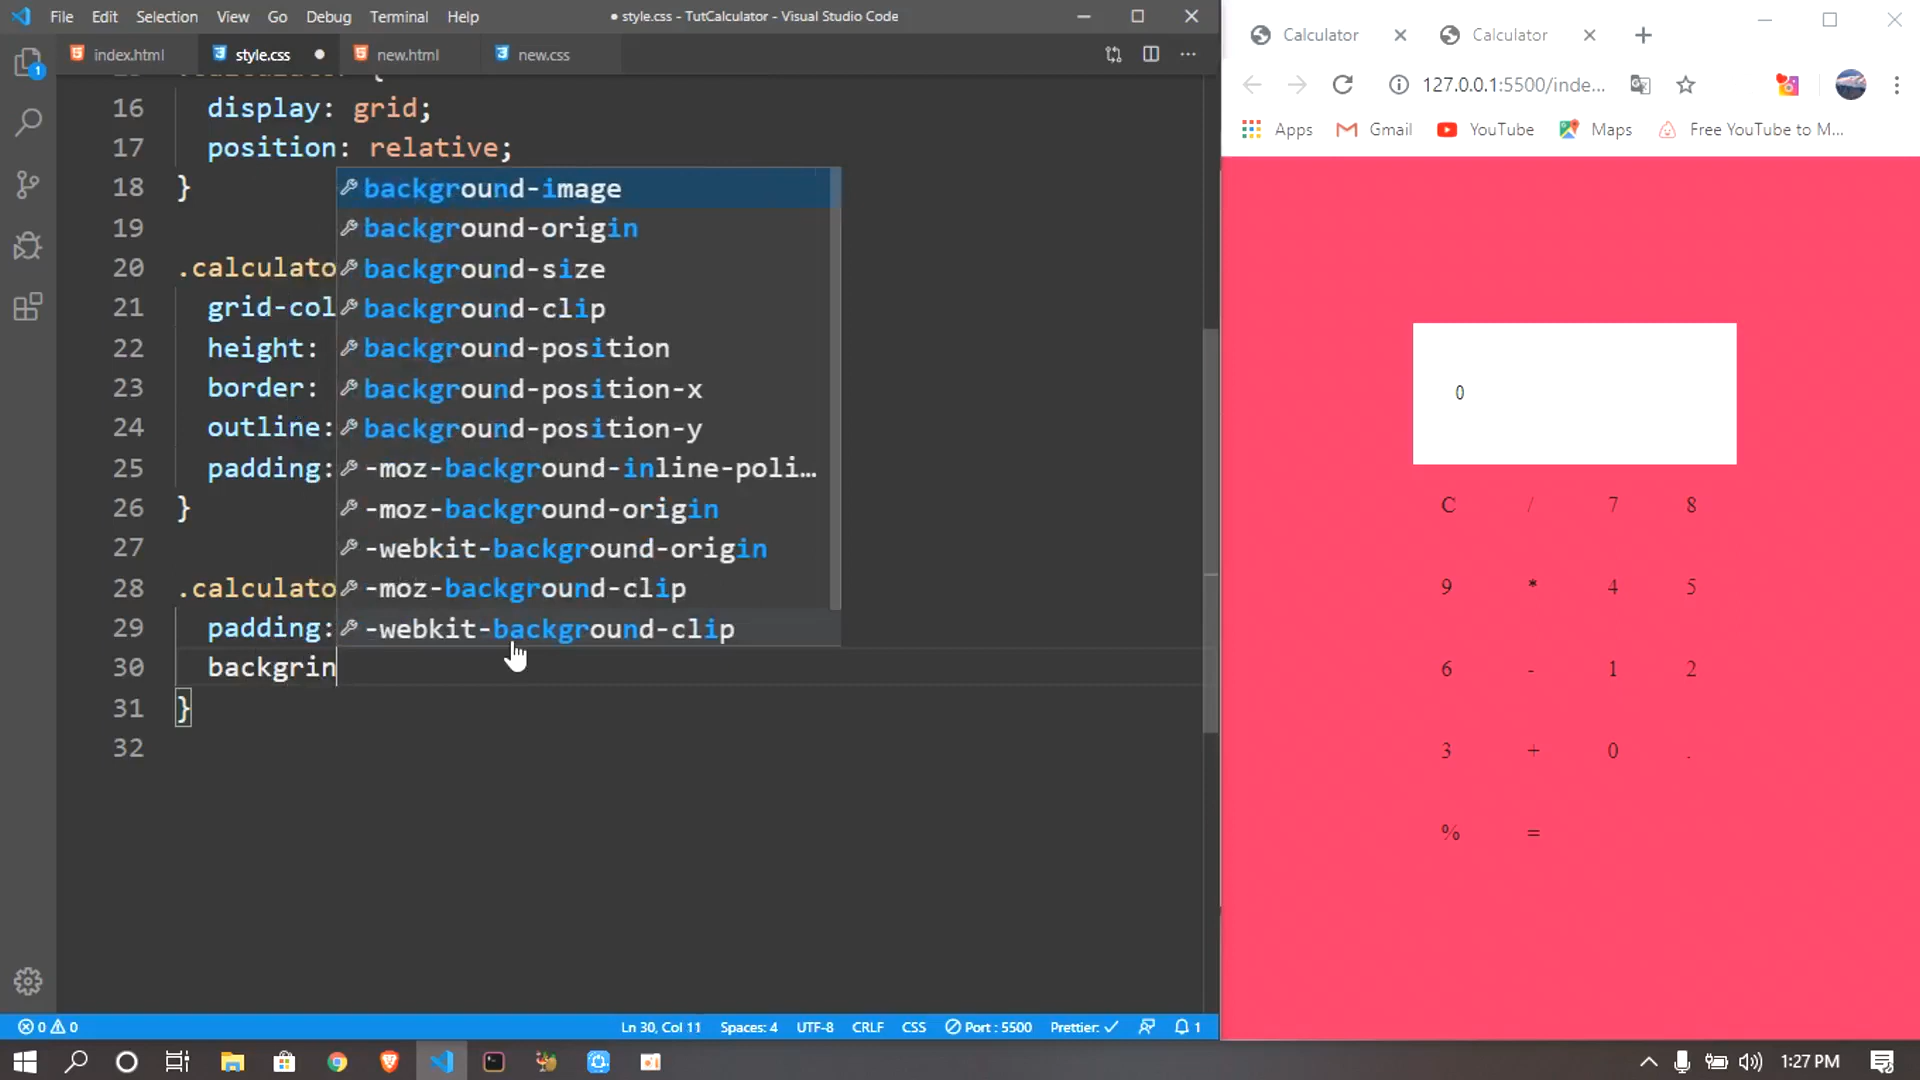 File Edit Selection View Go Debug Terminal Help
● style.css - TutCalculator - Visual Studio Code
index.html style.css ● new.html new.css
16 display: grid;
17 position: relative;
18 }
19
20 .calculato
21 grid-col
22 height:
23 border:
24 outline:
25 padding:
26 }
27
28 .calculato
29 padding:
30 backgrin
31 }
32
background-image
background-origin
background-size
background-clip
background-position
background-position-x
background-position-y
-moz-background-inline-poli...
-moz-background-origin
-webkit-background-origin
-moz-background-clip
-webkit-background-clip
1
0 0
Ln 30, Col 11 Spaces: 4 UTF-8 CRLF CSS Port : 5500 Prettier: ✓ 1
Calculator Calculator
127.0.0.1:5500/inde...
Apps Gmail YouTube Maps Free YouTube to M...
0
C / 7 8
9 * 4 5
6 - 1 2
3 + 0 .
% =
1:27 PM